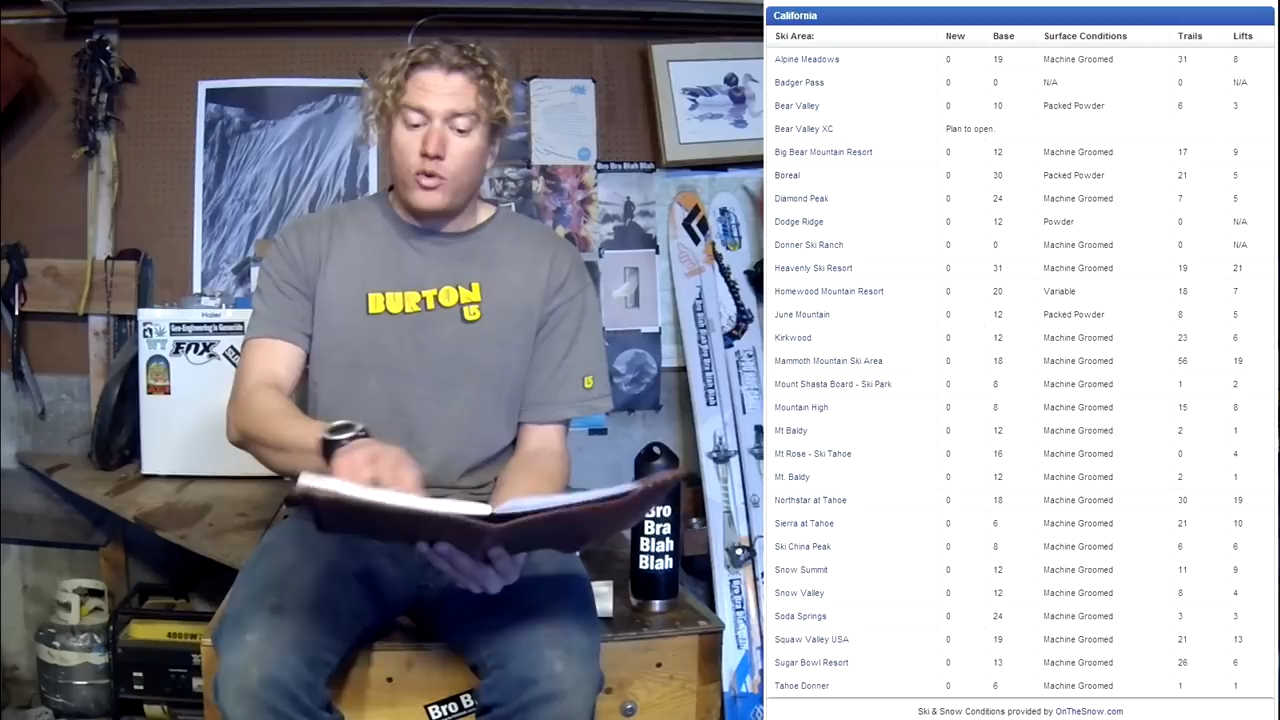 California
Ski Area: New Base Surface Conditions Trails Lifts
Alpine Meadows 0 19 Machine Groomed 31 8
Badger Pass 0 0 N/A 0 N/A
Bear Valley 0 10 Packed Powder 6 3
Bear Valley XC Plan to open.
Big Bear Mountain Resort 0 12 Machine Groomed 17 9
Boreal 0 30 Packed Powder 21 5
Diamond Peak 0 24 Machine Groomed 7 5
Dodge Ridge 0 12 Powder 0 N/A
Donner Ski Ranch 0 0 Machine Groomed 0 N/A
Heavenly Ski Resort 0 31 Machine Groomed 19 21
Homewood Mountain Resort 0 20 Variable 18 7
June Mountain 0 12 Packed Powder 8 5
Kirkwood 0 12 Machine Groomed 23 6
Mammoth Mountain Ski Area 0 18 Machine Groomed 56 19
Mount Shasta Board - Ski Park 0 8 Machine Groomed 1 2
Mountain High 0 8 Machine Groomed 15 8
Mt Baldy 0 12 Machine Groomed 2 1
Mt Rose - Ski Tahoe 0 16 Machine Groomed 0 4
Mt. Baldy 0 12 Machine Groomed 2 1
Northstar at Tahoe 0 18 Machine Groomed 30 19
Sierra at Tahoe 0 6 Machine Groomed 21 10
Ski China Peak 0 8 Machine Groomed 6 6
Snow Summit 0 12 Machine Groomed 11 9
Snow Valley 0 12 Machine Groomed 8 4
Soda Springs 0 24 Machine Groomed 3 3
Squaw Valley USA 0 19 Machine Groomed 21 13
Sugar Bowl Resort 0 13 Machine Groomed 26 6
Tahoe Donner 0 6 Machine Groomed 1 1
Ski & Snow Conditions provided by OnTheSnow.com
Bro Bra Blah Blah
Haier
Geo-Engineering is Genocide
WY
FOX
BURTON
Bro
Bra
Blah
Blah
4000W
Bro B